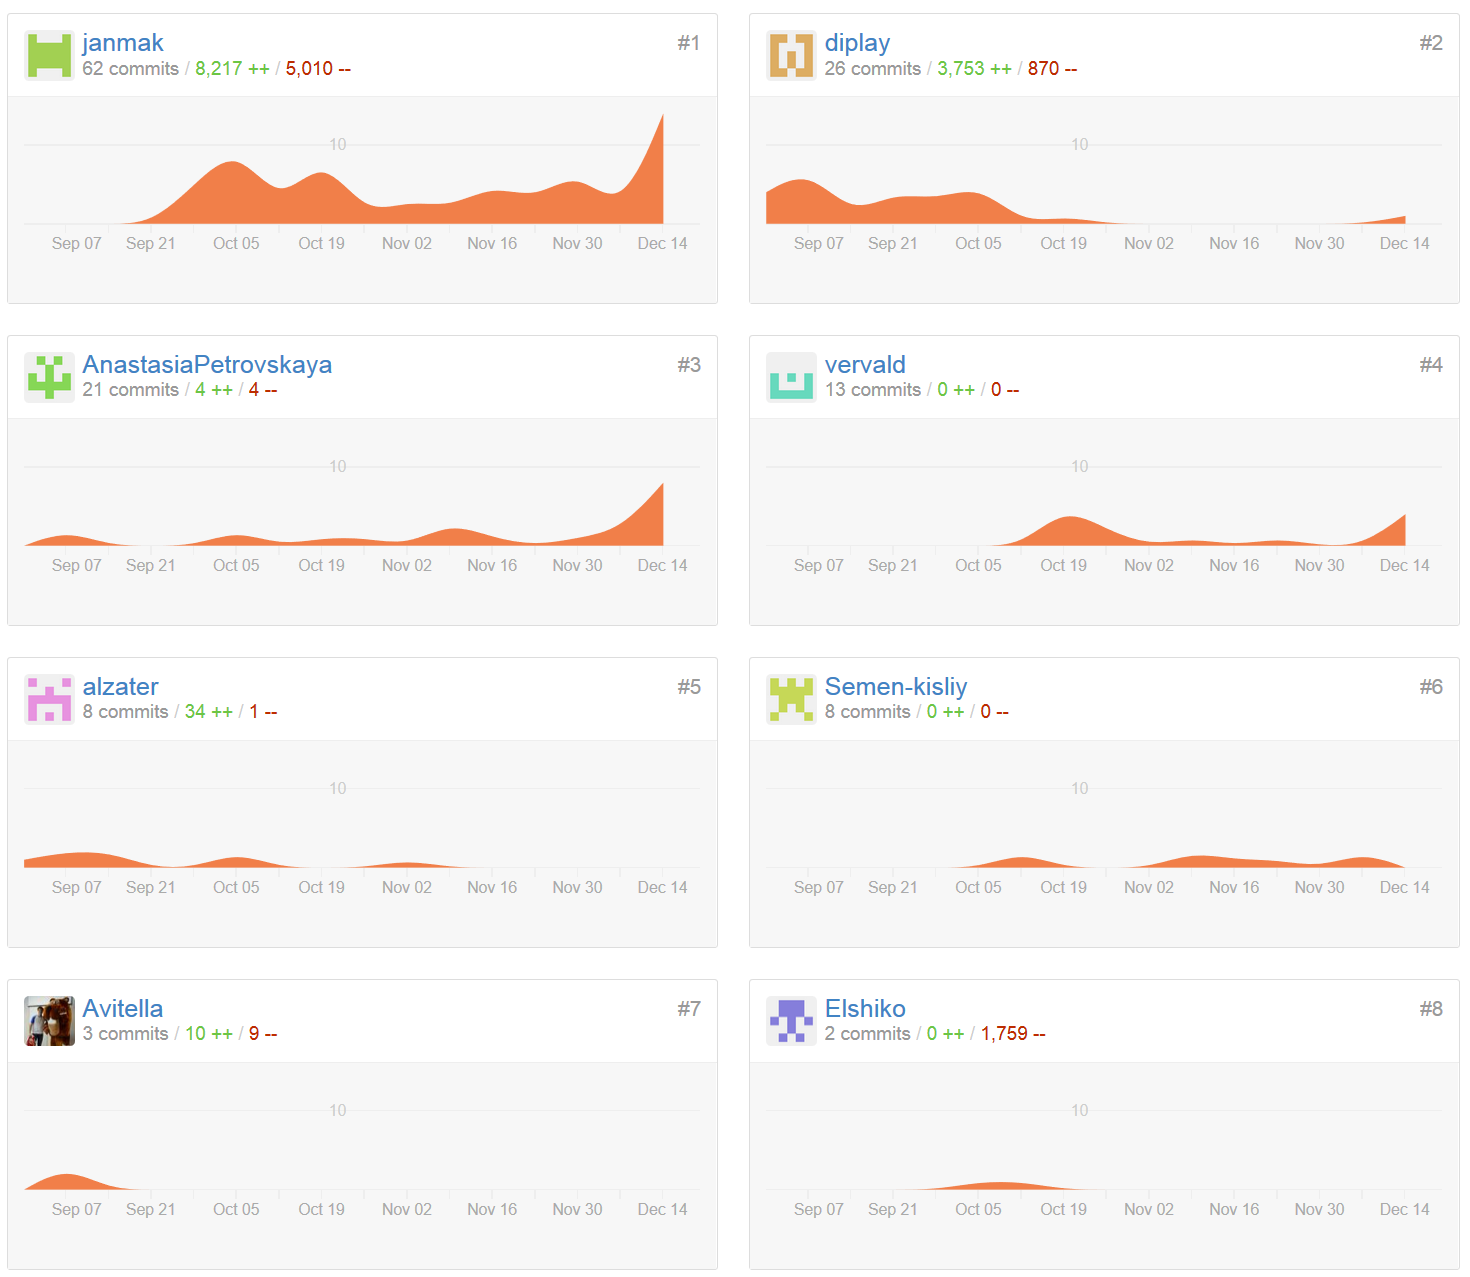 janmak #1
62 commits / 8,217 ++ / 5,010 --
10
Sep 07 Sep 21 Oct 05 Oct 19 Nov 02 Nov 16 Nov 30 Dec 14
diplay #2
26 commits / 3,753 ++ / 870 --
10
Sep 07 Sep 21 Oct 05 Oct 19 Nov 02 Nov 16 Nov 30 Dec 14
AnastasiaPetrovskaya #3
21 commits / 4 ++ / 4 --
10
Sep 07 Sep 21 Oct 05 Oct 19 Nov 02 Nov 16 Nov 30 Dec 14
vervald #4
13 commits / 0 ++ / 0 --
10
Sep 07 Sep 21 Oct 05 Oct 19 Nov 02 Nov 16 Nov 30 Dec 14
alzater #5
8 commits / 34 ++ / 1 --
10
Sep 07 Sep 21 Oct 05 Oct 19 Nov 02 Nov 16 Nov 30 Dec 14
Semen-kisliy #6
8 commits / 0 ++ / 0 --
10
Sep 07 Sep 21 Oct 05 Oct 19 Nov 02 Nov 16 Nov 30 Dec 14
Avitella #7
3 commits / 10 ++ / 9 --
10
Sep 07 Sep 21 Oct 05 Oct 19 Nov 02 Nov 16 Nov 30 Dec 14
Elshiko #8
2 commits / 0 ++ / 1,759 --
10
Sep 07 Sep 21 Oct 05 Oct 19 Nov 02 Nov 16 Nov 30 Dec 14